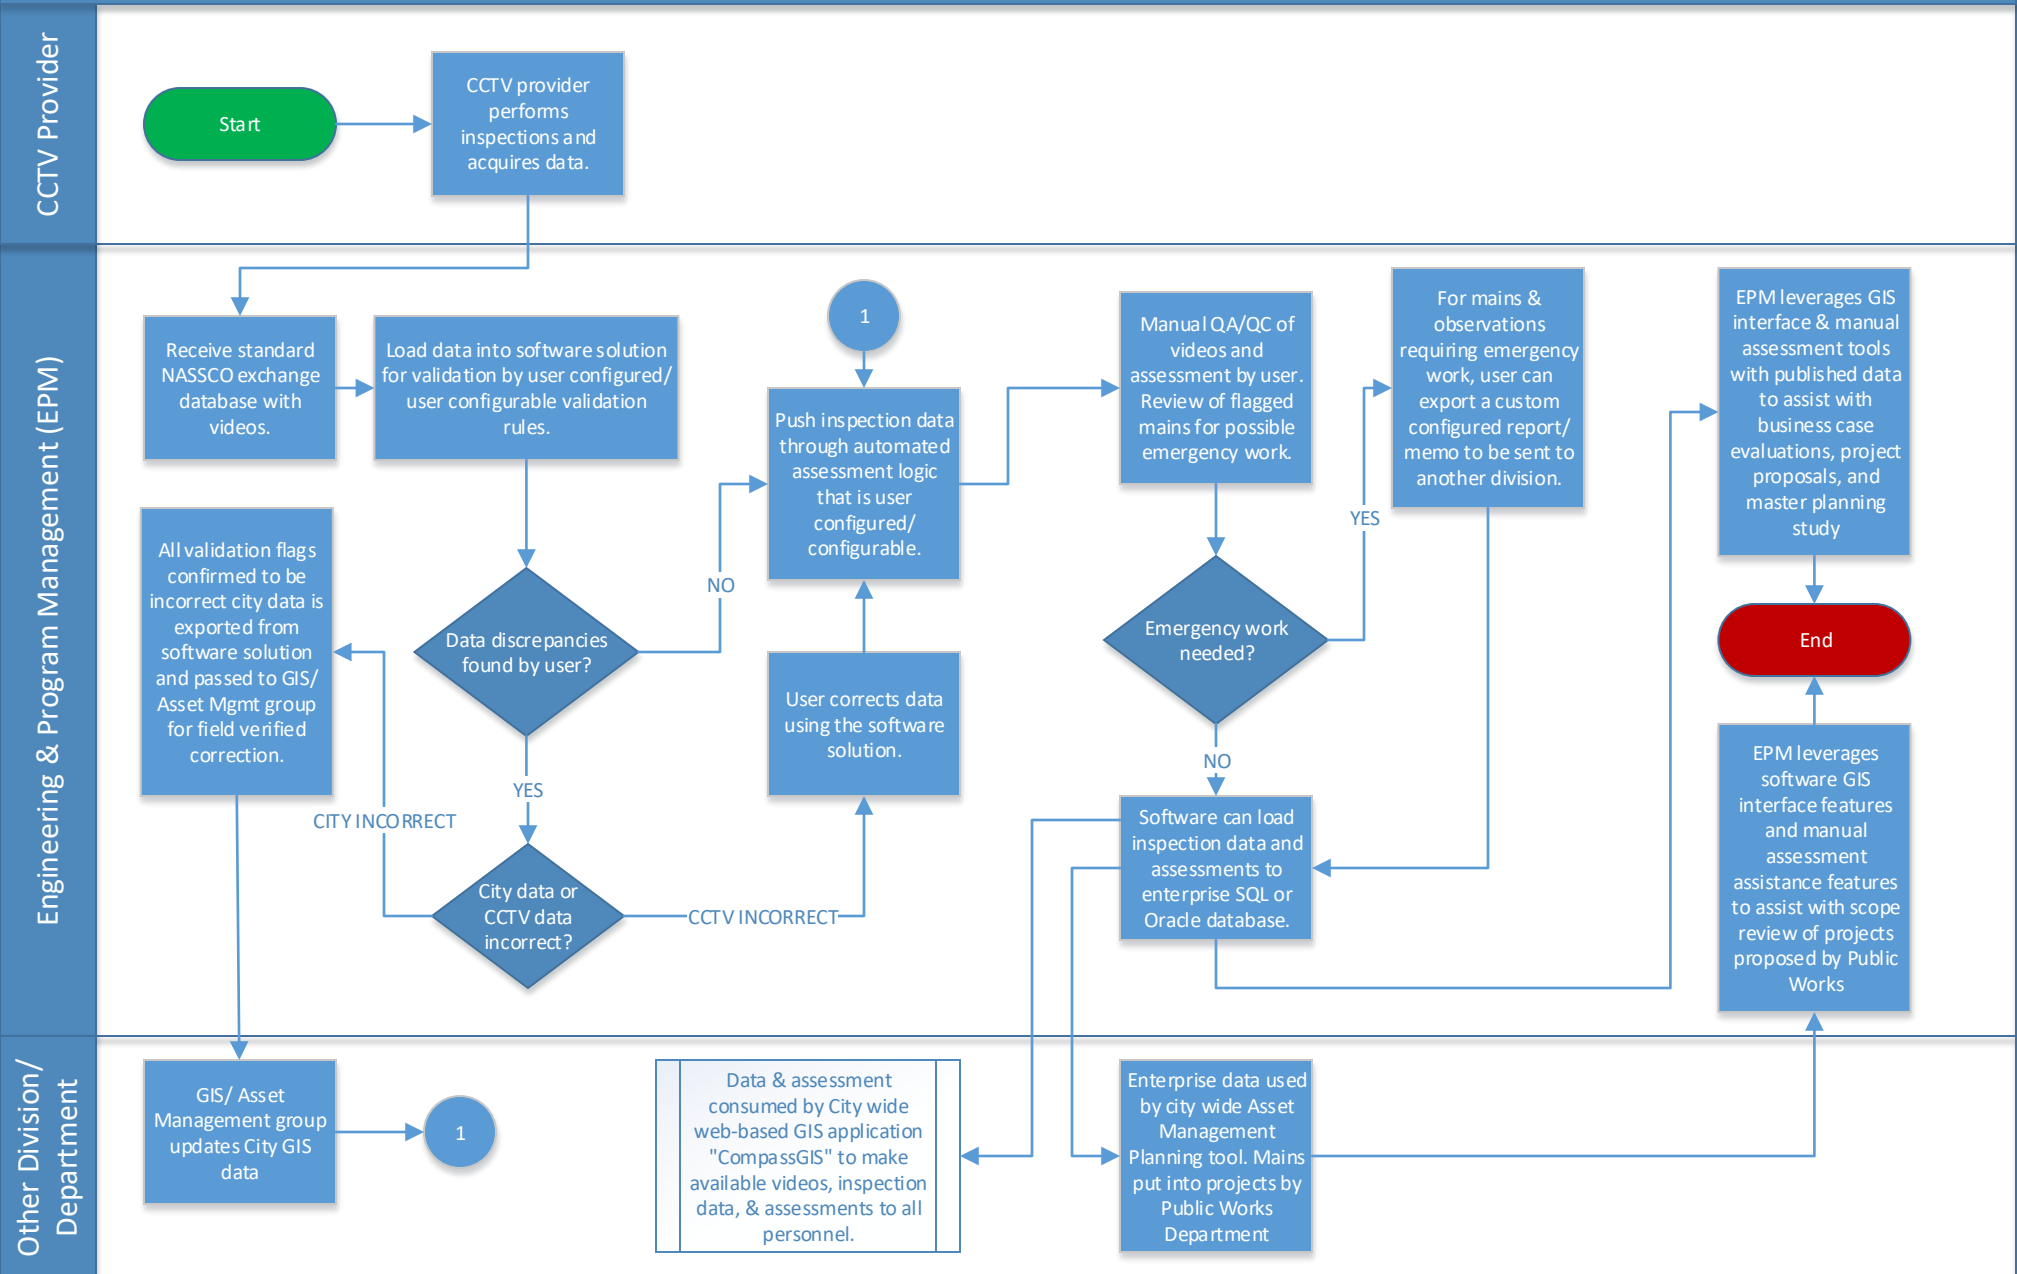 CCTV Provider
Start
CCTV provider
performs
inspections and
acquires data.
Engineering & Program Management (EPM)
Receive standard
NASSCO exchange
database with
videos.
Load data into software solution
for validation by user configured/
user configurable validation
rules.
1
Push inspection data
through automated
assessment logic
that is user
configured/
configurable.
Manual QA/QC of
videos and
assessment by user.
Review of flagged
mains for possible
emergency work.
For mains &
observations
requiring emergency
work, user can
export a custom
configured report/
memo to be sent to
another division.
EPM leverages GIS
interface & manual
assessment tools
with published data
to assist with
business case
evaluations, project
proposals, and
master planning
study
All validation flags
confirmed to be
incorrect city data is
exported from
software solution
and passed to GIS/
Asset Mgmt group
for field verified
correction.
Data discrepancies
found by user?
NO
YES
User corrects data
using the software
solution.
Emergency work
needed?
YES
NO
End
CITY INCORRECT
City data or
CCTV data
incorrect?
CCTV INCORRECT
Software can load
inspection data and
assessments to
enterprise SQL or
Oracle database.
EPM leverages
software GIS
interface features
and manual
assessment
assistance features
to assist with scope
review of projects
proposed by Public
Works
Other Division/
Department
GIS/ Asset
Management group
updates City GIS
data
1
Data & assessment
consumed by City wide
web-based GIS application
"CompassGIS" to make
available videos, inspection
data, & assessments to all
personnel.
Enterprise data used
by city wide Asset
Management
Planning tool. Mains
put into projects by
Public Works
Department